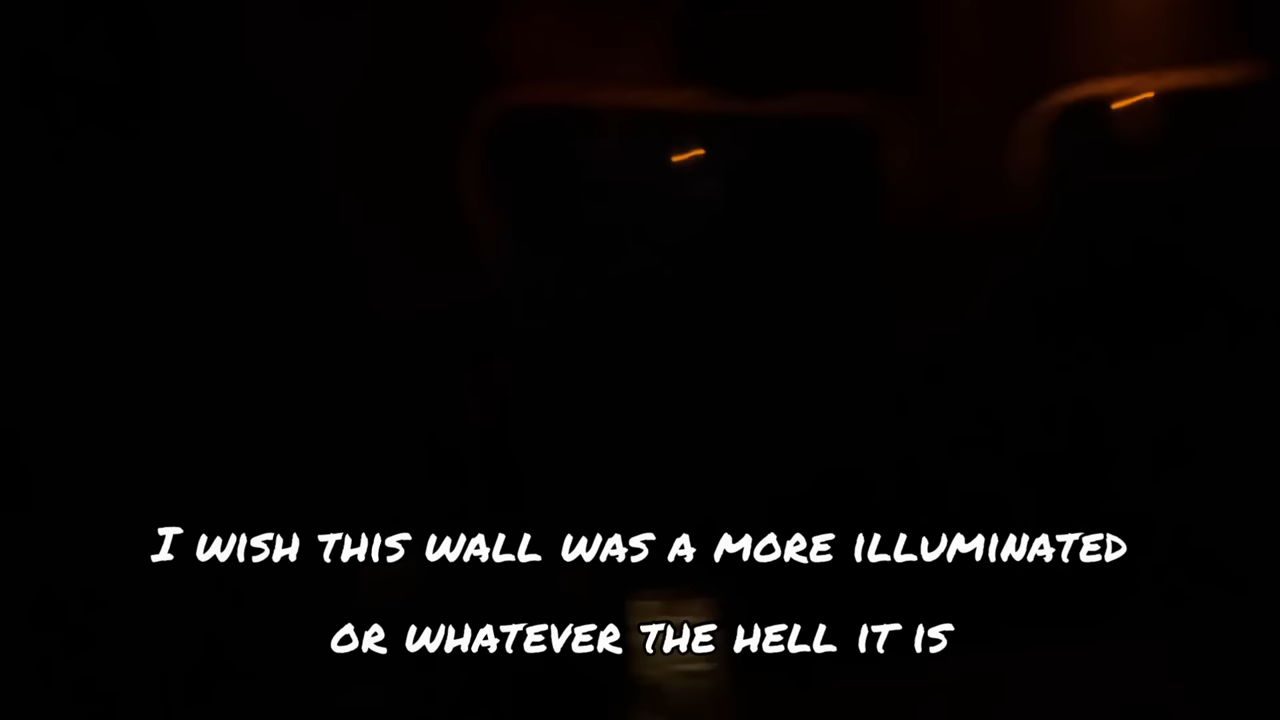 I WISH THIS WALL WAS A MORE ILLUMINATED
OR WHATEVER THE HELL IT IS